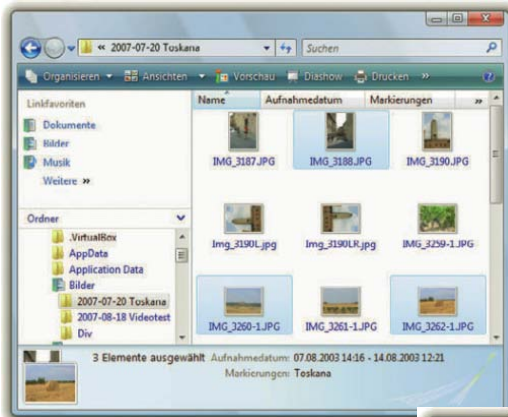 « 2007-07-20 Toskana
Suchen
Organisieren Ansichten Vorschau Diashow Drucken »
Linkfavoriten
Dokumente
Bilder
Musik
Weitere »
Ordner
.VirtualBox
AppData
Application Data
Bilder
2007-07-20 Toskana
2007-08-18 Videotest
Div
Name Aufnahmedatum Markierungen »
IMG_3187.JPG IMG_3188.JPG IMG_3190.JPG
Img_3190L.jpg Img_3190LR.jpg IMG_3259-1.JPG
IMG_3260-1.JPG IMG_3261-1.JPG IMG_3262-1.JPG
3 Elemente ausgewählt Aufnahmedatum: 07.08.2003 14:16 - 14.08.2003 12:21
Markierungen: Toskana